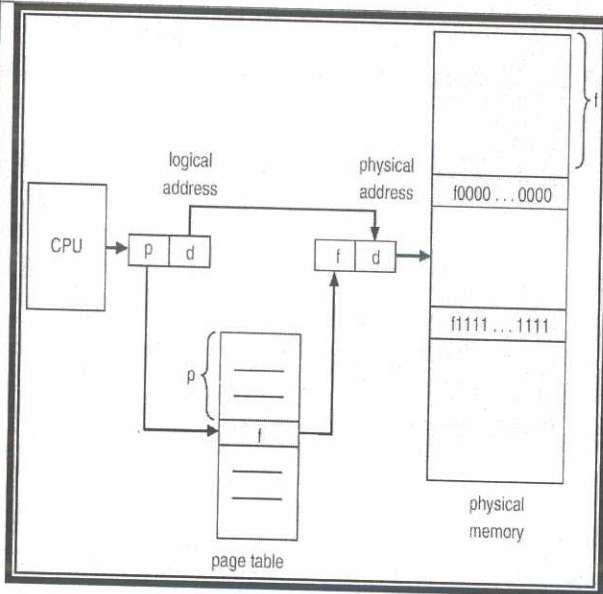 f
logical
address
physical
address
f0000 ... 0000
CPU
p
d
f
d
f1111 ... 1111
p
f
physical
memory
page table